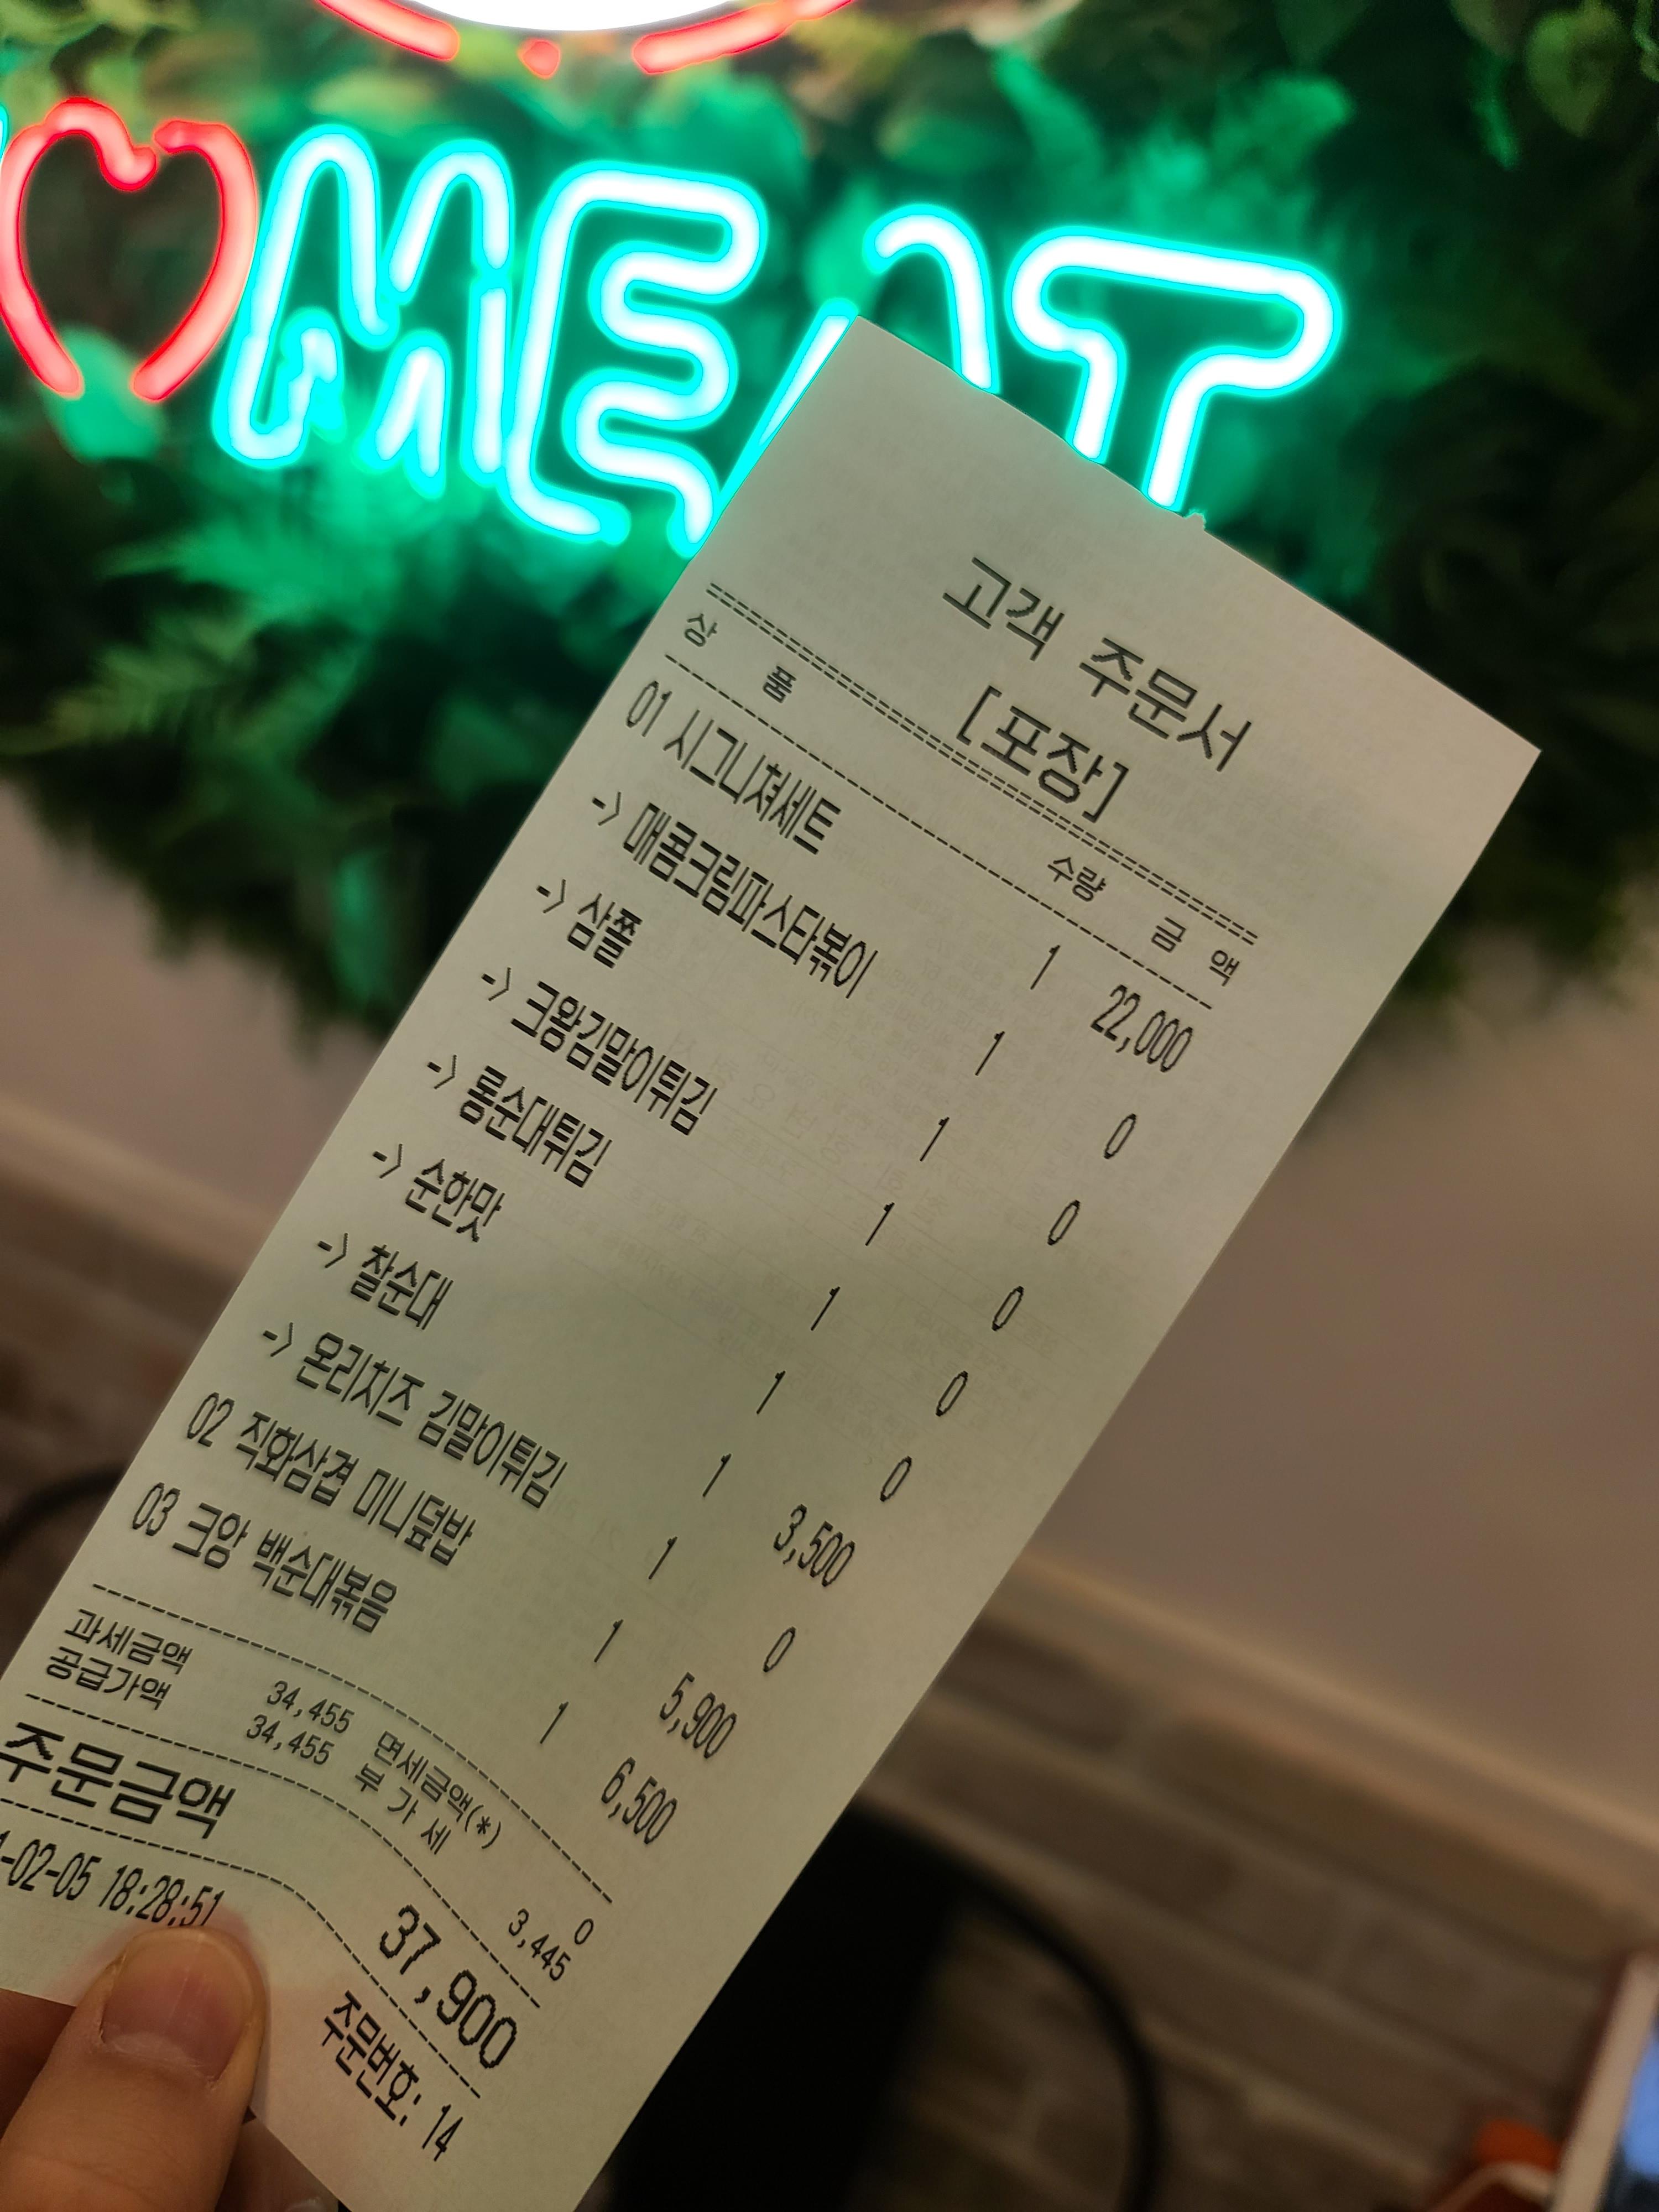 MEAT
고객 주문서
[포장]
상 품 수량 금 액
01 시그니쳐세트 1 22,000
-> 매콤크림파스타볶이 1 0
-> 삼쫄 1 0
-> 크왕김말이튀김 1 0
-> 롱순대튀김 1 0
-> 순한맛 1 0
-> 찰순대 1 3,500
-> 온리치즈 김말이튀김 1 0
02 직화삼겹 미니덮밥 1 5,900
03 크앙 백순대볶음 1 6,500
과세금액 34,455 면세금액(*) 0
공급가액 34,455 부 가 세 3,445
주문금액 37,900
-02-05 18:28:51 주문번호: 14